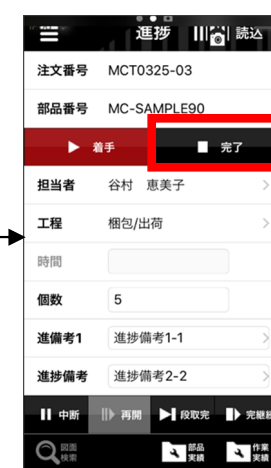 進捗 読込
注文番号 MCT0325-03
部品番号 MC-SAMPLE90
着手 完了
担当者 谷村 恵美子
工程 梱包/出荷
時間
個数 5
進備考1 進捗備考1-1
進捗備考 進捗備考2-2
中断 再開 段取完 完継続
図面検索 部品実績 作業実績